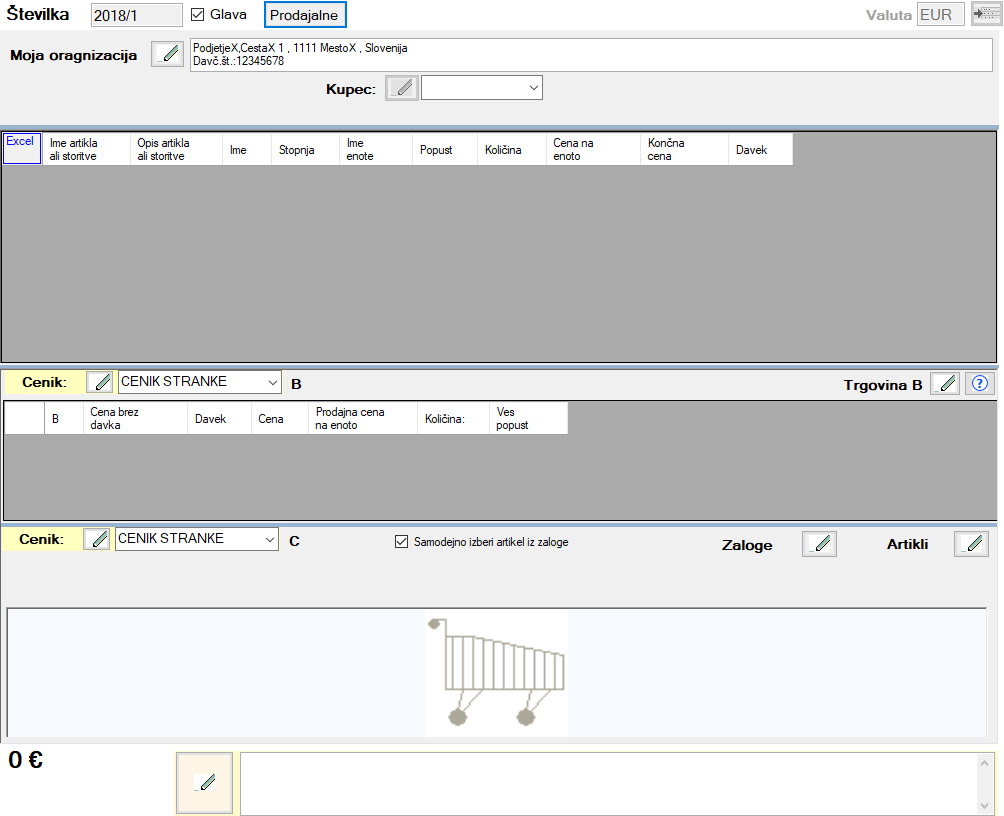 Številka 2018/1 Glava Prodajalne Valuta EUR
Moja oragnizacija PodjetjeX,CestaX 1 , 1111 MestoX , Slovenija
Davč.št.:12345678
Kupec:
Excel Ime artikla ali storitve Opis artikla ali storitve Ime Stopnja Ime enote Popust Količina Cena na enoto Končna cena Davek
Cenik: CENIK STRANKE B Trgovina B ?
B Cena brez davka Davek Cena Prodajna cena na enoto Količina: Ves popust
Cenik: CENIK STRANKE C Samodejno izberi artikel iz zaloge Zaloge Artikli
0 €